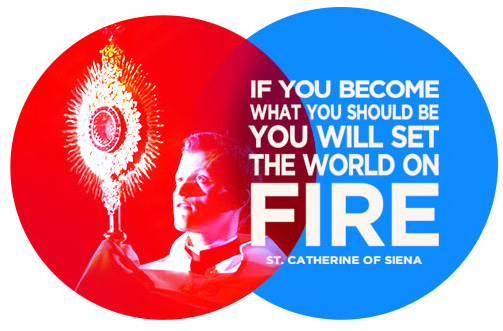 IF YOU BECOME
WHAT YOU SHOULD BE
YOU WILL SET
THE WORLD ON
FIRE
ST. CATHERINE OF SIENA